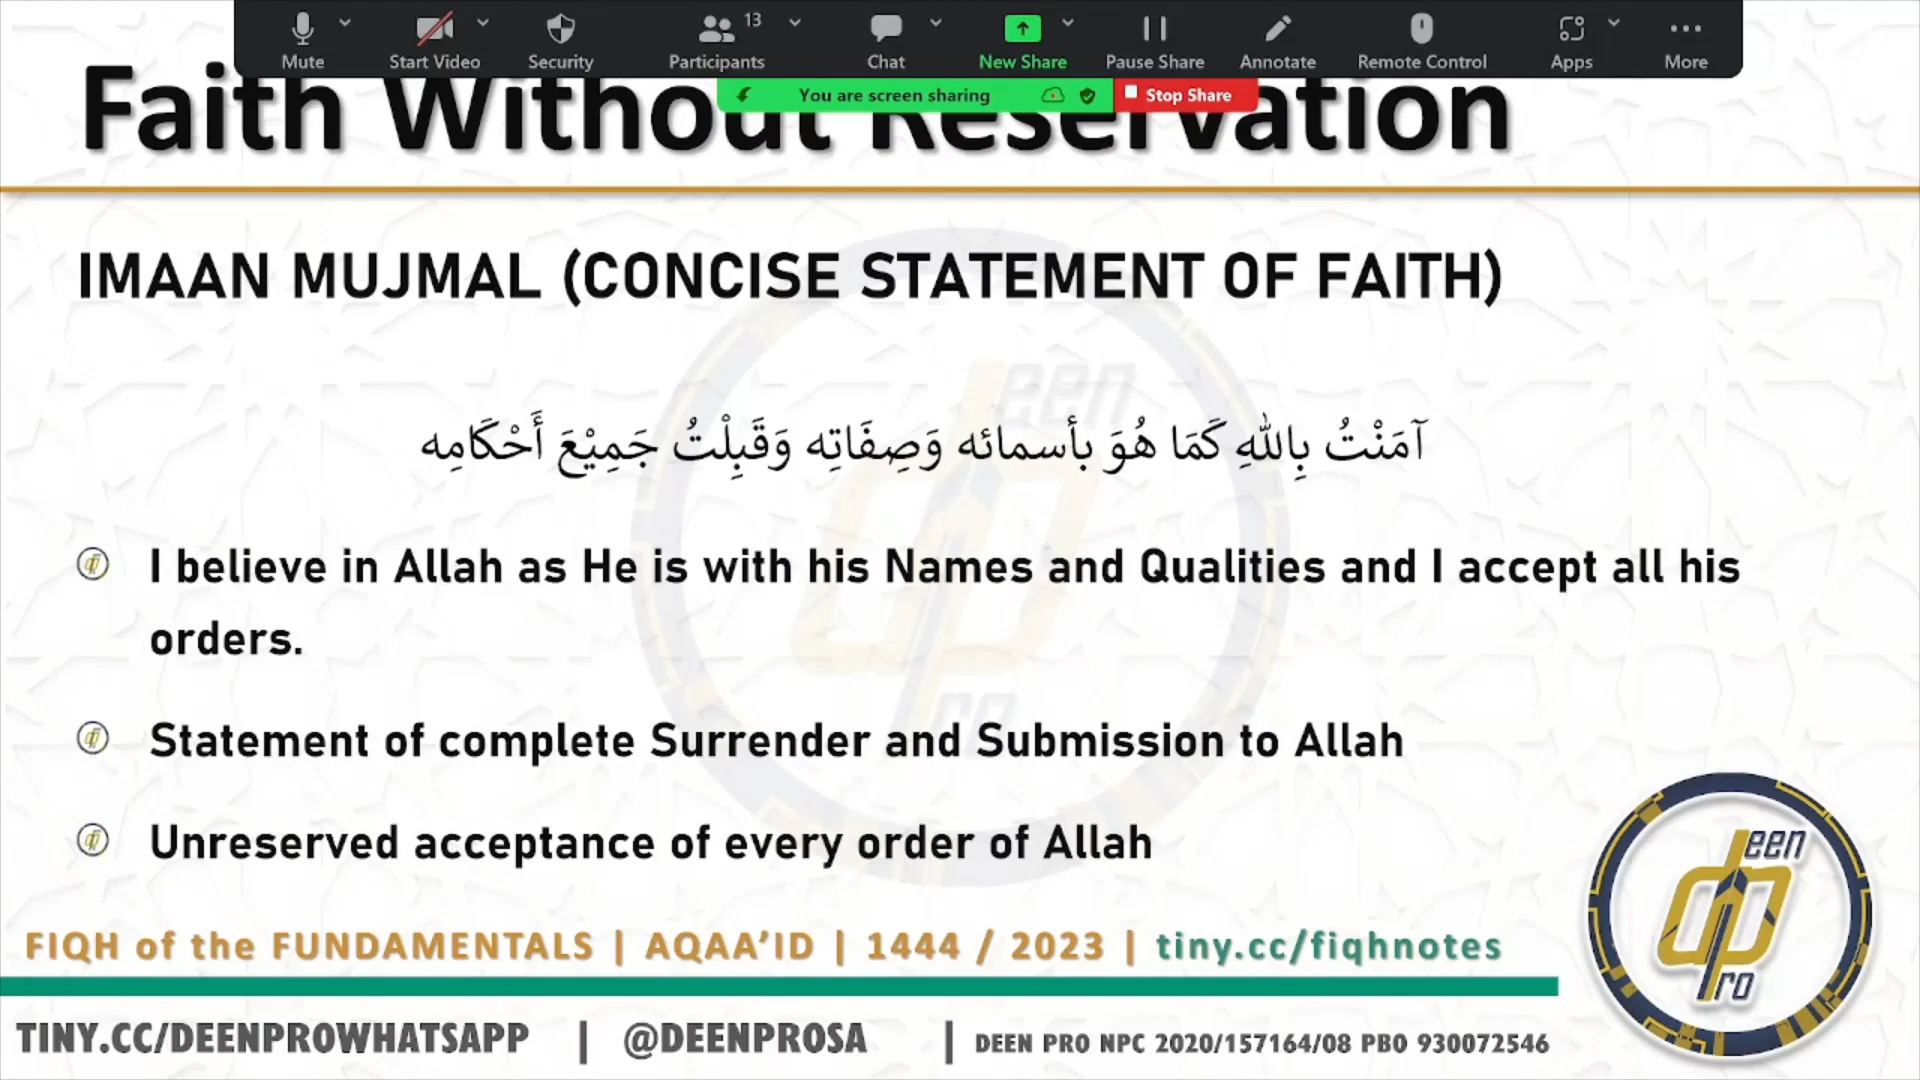 Mute
Start Video
Security
Participants
13
Chat
New Share
Pause Share
Annotate
Remote Control
Apps
More
You are screen sharing
Stop Share
Faith Without Reservation
IMAAN MUJMAL (CONCISE STATEMENT OF FAITH)
آمَنْتُ بِاللهِ كَمَا هُوَ بأسمائه وَصِفَاتِه وَقَبِلْتُ جَمِيْعَ أَحْكَامِه
I believe in Allah as He is with his Names and Qualities and I accept all his
orders.
Statement of complete Surrender and Submission to Allah
Unreserved acceptance of every order of Allah
FIQH of the FUNDAMENTALS | AQAA’ID | 1444 / 2023 | tiny.cc/fiqhnotes
TINY.CC/DEENPROWHATSAPP | @DEENPROSA | DEEN PRO NPC 2020/157164/08 PBO 930072546
een
ro